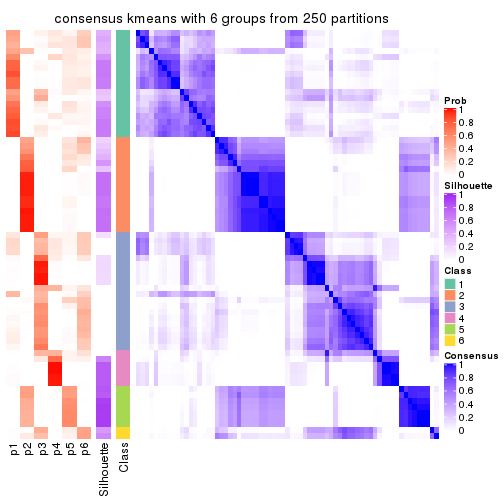 consensus kmeans with 6 groups from 250 partitions
Prob
1
0.8
0.6
0.4
0.2
0
Silhouette
1
0.8
0.6
0.4
0.2
0
Class
1
2
3
4
5
6
Consensus
1
0.8
0.6
0.4
0.2
0
p1
p2
p3
p4
p5
p6
Silhouette
Class